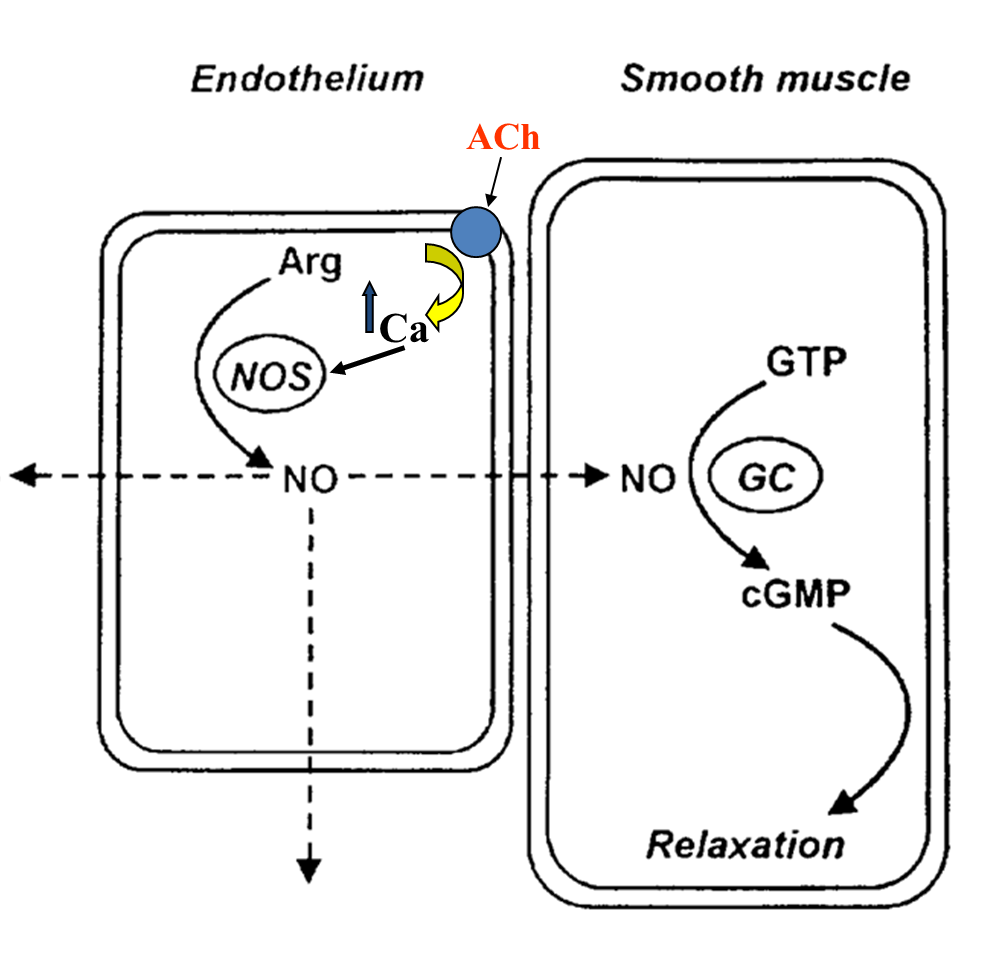 Endothelium
Smooth muscle
ACh
Arg
Ca
NOS
GTP
NO
NO
GC
cGMP
Relaxation